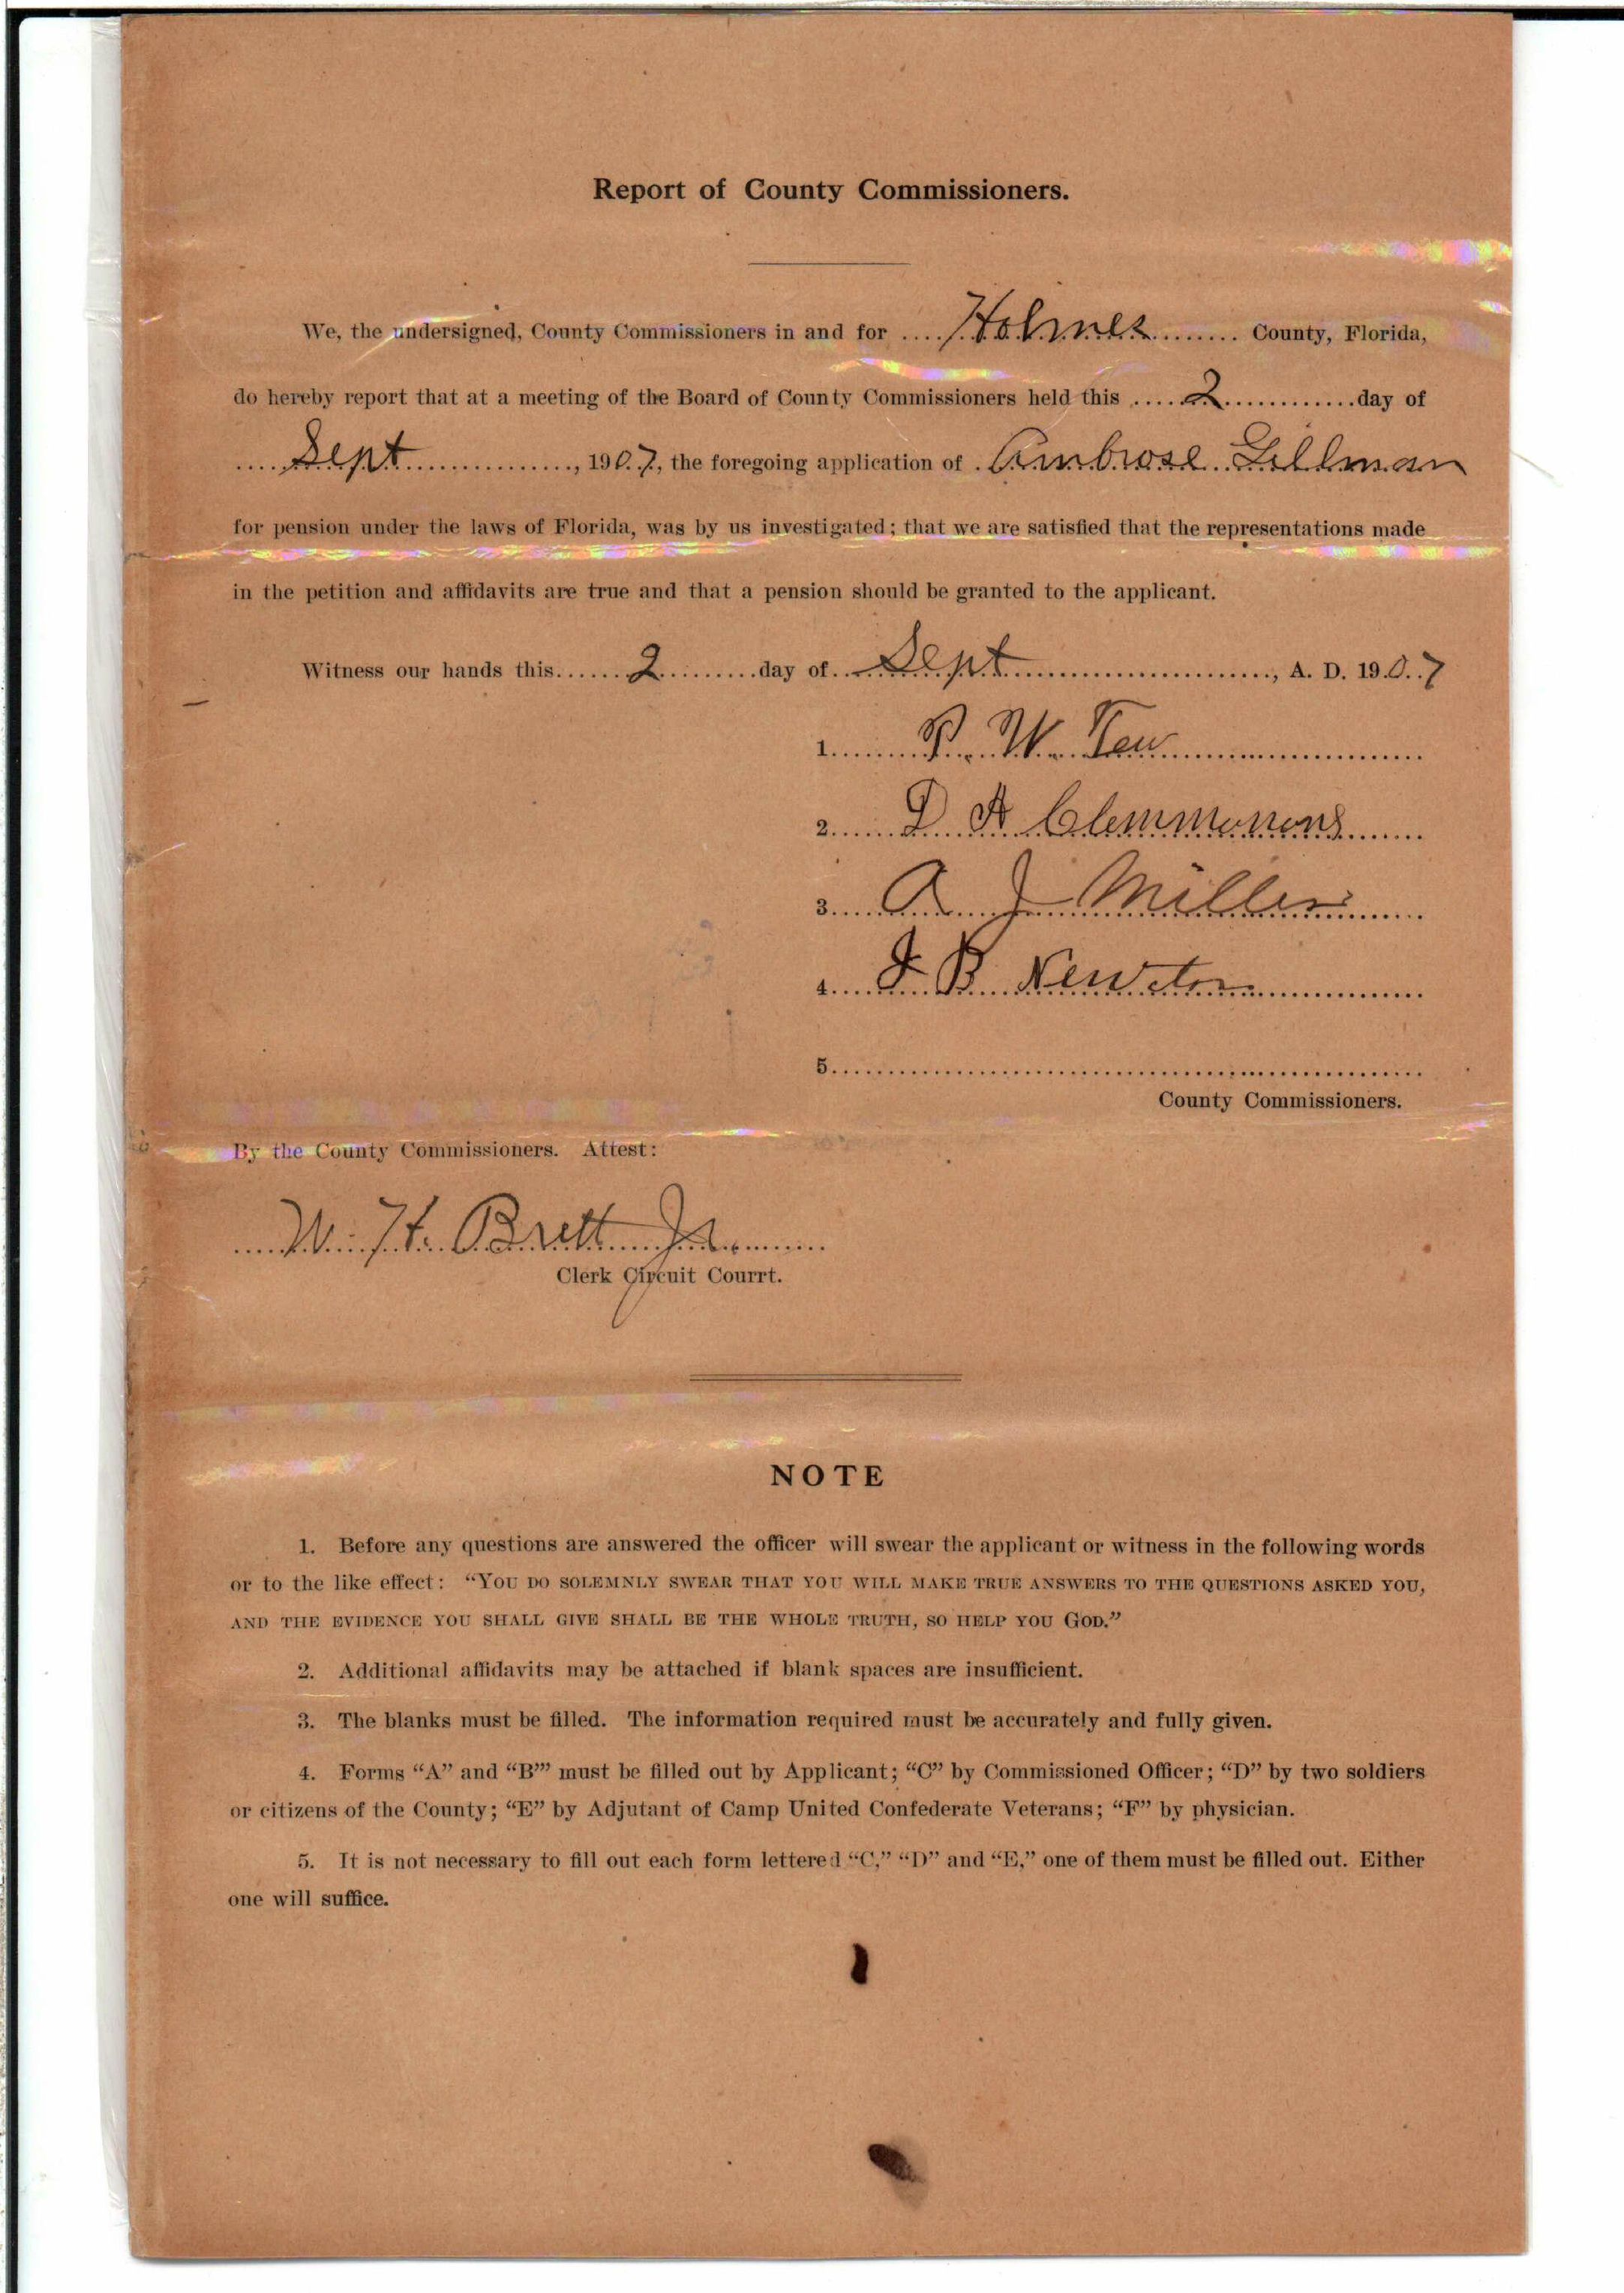 Report of County Commissioners.
We, the undersigned, County Commissioners in and for .... Holmes ........ County, Florida,
do hereby report that at a meeting of the Board of County Commissioners held this ..... 2 ............ day of
.... Sept ................, 1907, the foregoing application of . Ambrose Gillman
for pension under the laws of Florida, was by us investigated; that we are satisfied that the representations made
in the petition and affidavits are true and that a pension should be granted to the applicant.
Witness our hands this ...... 2 ......... day of .. Sept ........................, A. D. 1907
1. P. W. Tew
2. D A Clemmonons
3. A J Miller
4. J B Newton
5.
County Commissioners.
By the County Commissioners. Attest:
W. H. Brett Jr.
Clerk Circuit Courrt.
NOTE
1. Before any questions are answered the officer will swear the applicant or witness in the following words
or to the like effect: “YOU DO SOLEMNLY SWEAR THAT YOU WILL MAKE TRUE ANSWERS TO THE QUESTIONS ASKED YOU,
AND THE EVIDENCE YOU SHALL GIVE SHALL BE THE WHOLE TRUTH, SO HELP YOU GOD.”
2. Additional affidavits may be attached if blank spaces are insufficient.
3. The blanks must be filled. The information required must be accurately and fully given.
4. Forms “A” and “B’” must be filled out by Applicant; “C” by Commissioned Officer; “D” by two soldiers
or citizens of the County; “E” by Adjutant of Camp United Confederate Veterans; “F” by physician.
5. It is not necessary to fill out each form lettered “C,” “D” and “E,” one of them must be filled out. Either
one will suffice.